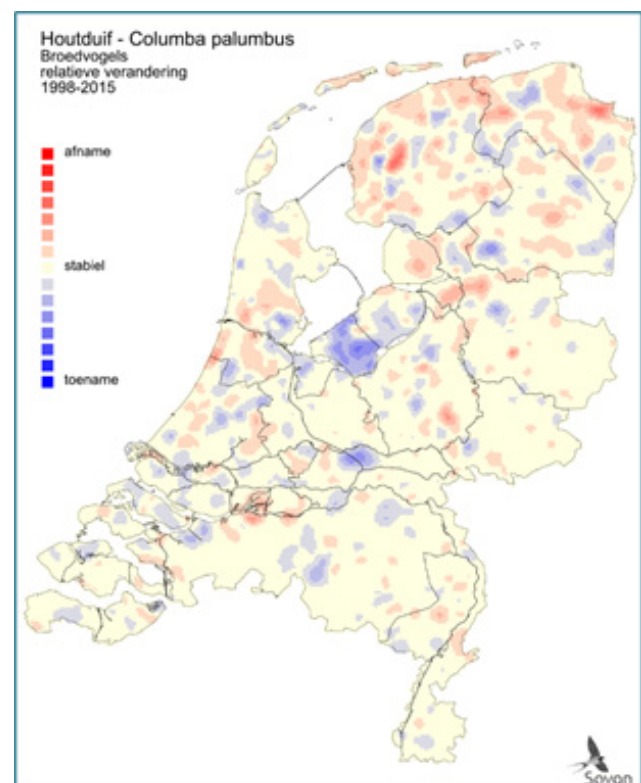 Houtduif - Columba palumbus
Broedvogels
relatieve verandering
1998-2015
afname
stabiel
toename
Sovon